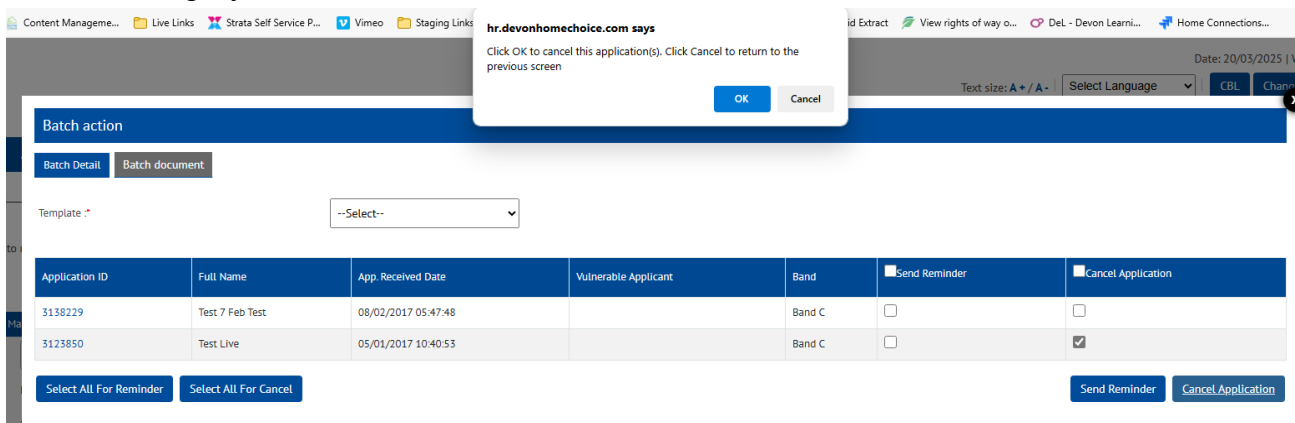 Content Manageme... Live Links Strata Self Service P... Vimeo Staging Links id Extract View rights of way o... DeL - Devon Learni... Home Connections...
hr.devonhomechoice.com says
Click OK to cancel this application(s). Click Cancel to return to the
previous screen
OK Cancel
Date: 20/03/2025 |
Text size: A + / A - Select Language CBL Chang
Batch action
Batch Detail Batch document
Template :* --Select--
to
Application ID Full Name App. Received Date Vulnerable Applicant Band Send Reminder Cancel Application
3138229 Test 7 Feb Test 08/02/2017 05:47:48 Band C
Ma
3123850 Test Live 05/01/2017 10:40:53 Band C
Select All For Reminder Select All For Cancel Send Reminder Cancel Application